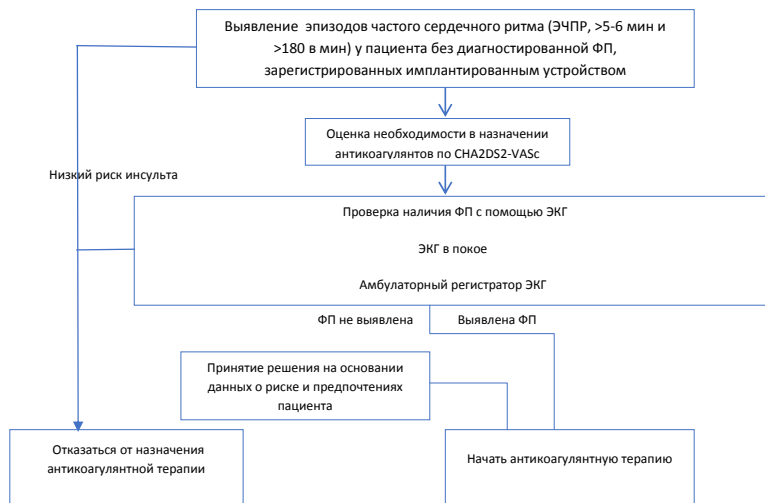 Выявление эпизодов частого сердечного ритма (ЭЧПР, >5-6 мин и
>180 в мин) у пациента без диагностированной ФП,
зарегистрированных имплантированным устройством
Оценка необходимости в назначении
антикоагулянтов по CHA2DS2-VASc
Низкий риск инсульта
Проверка наличия ФП с помощью ЭКГ
ЭКГ в покое
Амбулаторный регистратор ЭКГ
ФП не выявлена
Выявлена ФП
Принятие решения на основании
данных о риске и предпочтениях
пациента
Отказаться от назначения
антикоагулянтной терапии
Начать антикоагулянтную терапию